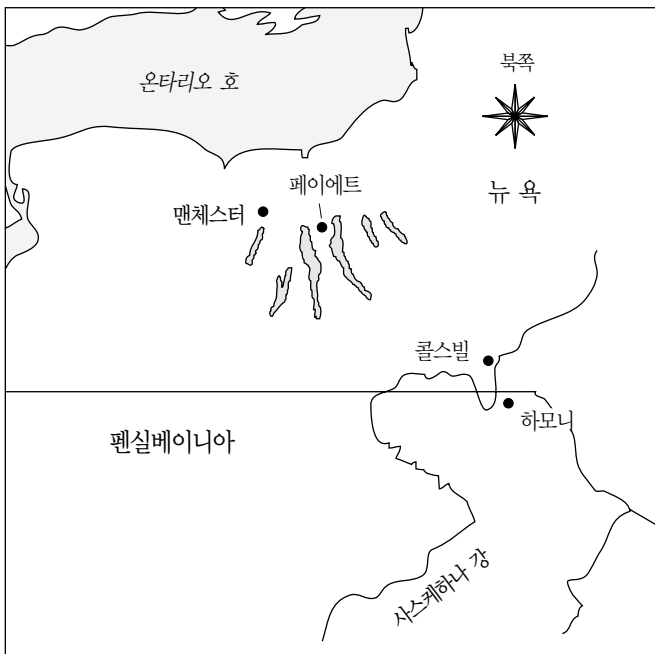 온타리오 호
북쪽
페이에트
뉴 욕
맨체스터
콜스빌
하모니
펜실베이니아
사스케하나 강